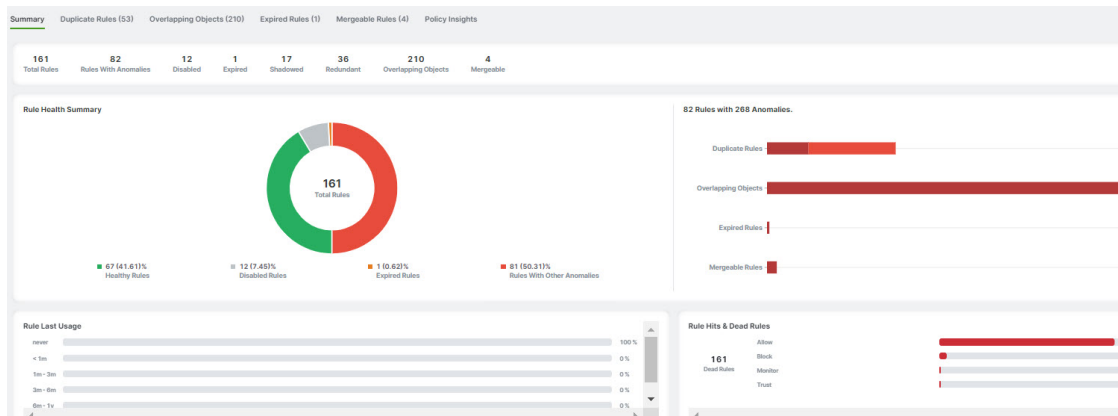 Summary Duplicate Rules (53) Overlapping Objects (210) Expired Rules (1) Mergeable Rules (4) Policy Insights
161 82 12 1 17 36 210 4
Total Rules Rules With Anomalies Disabled Expired Shadowed Redundant Overlapping Objects Mergeable
Rule Health Summary
161
Total Rules
67 (41.61)% 12 (7.45)% 1 (0.62)% 81 (50.31)%
Healthy Rules Disabled Rules Expired Rules Rules With Other Anomalies
82 Rules with 268 Anomalies.
Duplicate Rules
Overlapping Objects
Expired Rules
Mergeable Rules
Rule Last Usage
never 100 %
< 1m 0 %
1m - 3m 0 %
3m - 6m 0 %
6m - 1y 0 %
Rule Hits & Dead Rules
161
Dead Rules
Allow
Block
Monitor
Trust